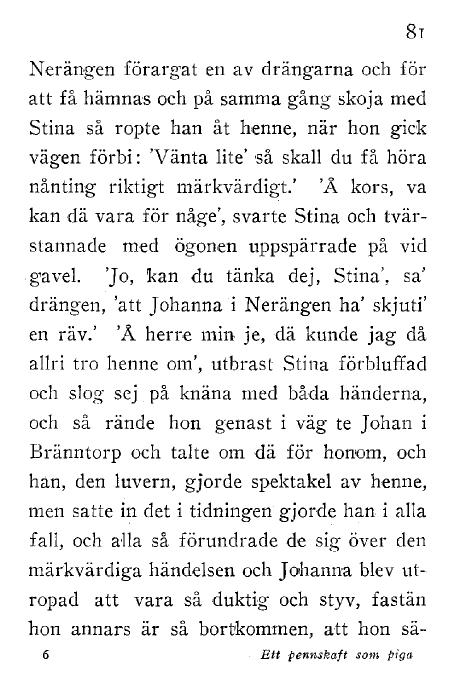 81
Nerängen förargat en av drängarna och för
att få hämnas och på samma gång skoja med
Stina så ropte han åt henne, när hon gick
vägen förbi: 'Vänta lite' så skall du få höra
nånting riktigt märkvärdigt.' 'Å kors, va
kan dä vara för någe', svarte Stina och tvär-
stannade med ögonen uppspärrade på vid
gavel. 'Jo, kan du tänka dej, Stina', sa'
drängen, 'att Johanna i Nerängen ha' skjuti'
en räv.' 'Å herre min je, dä kunde jag då
allri tro henne om', utbrast Stina förbluffad
och slog sej på knäna med båda händerna,
och så rände hon genast i väg te Johan i
Bränntorp och talte om dä för honom, och
han, den luvern, gjorde spektakel av henne,
men satte in det i tidningen gjorde han i alla
fall, och alla så förundrade de sig över den
märkvärdiga händelsen och Johanna blev ut-
ropad att vara så duktig och styv, fastän
hon annars är så bortkommen, att hon sä-
6 Ett pennskaft som piga